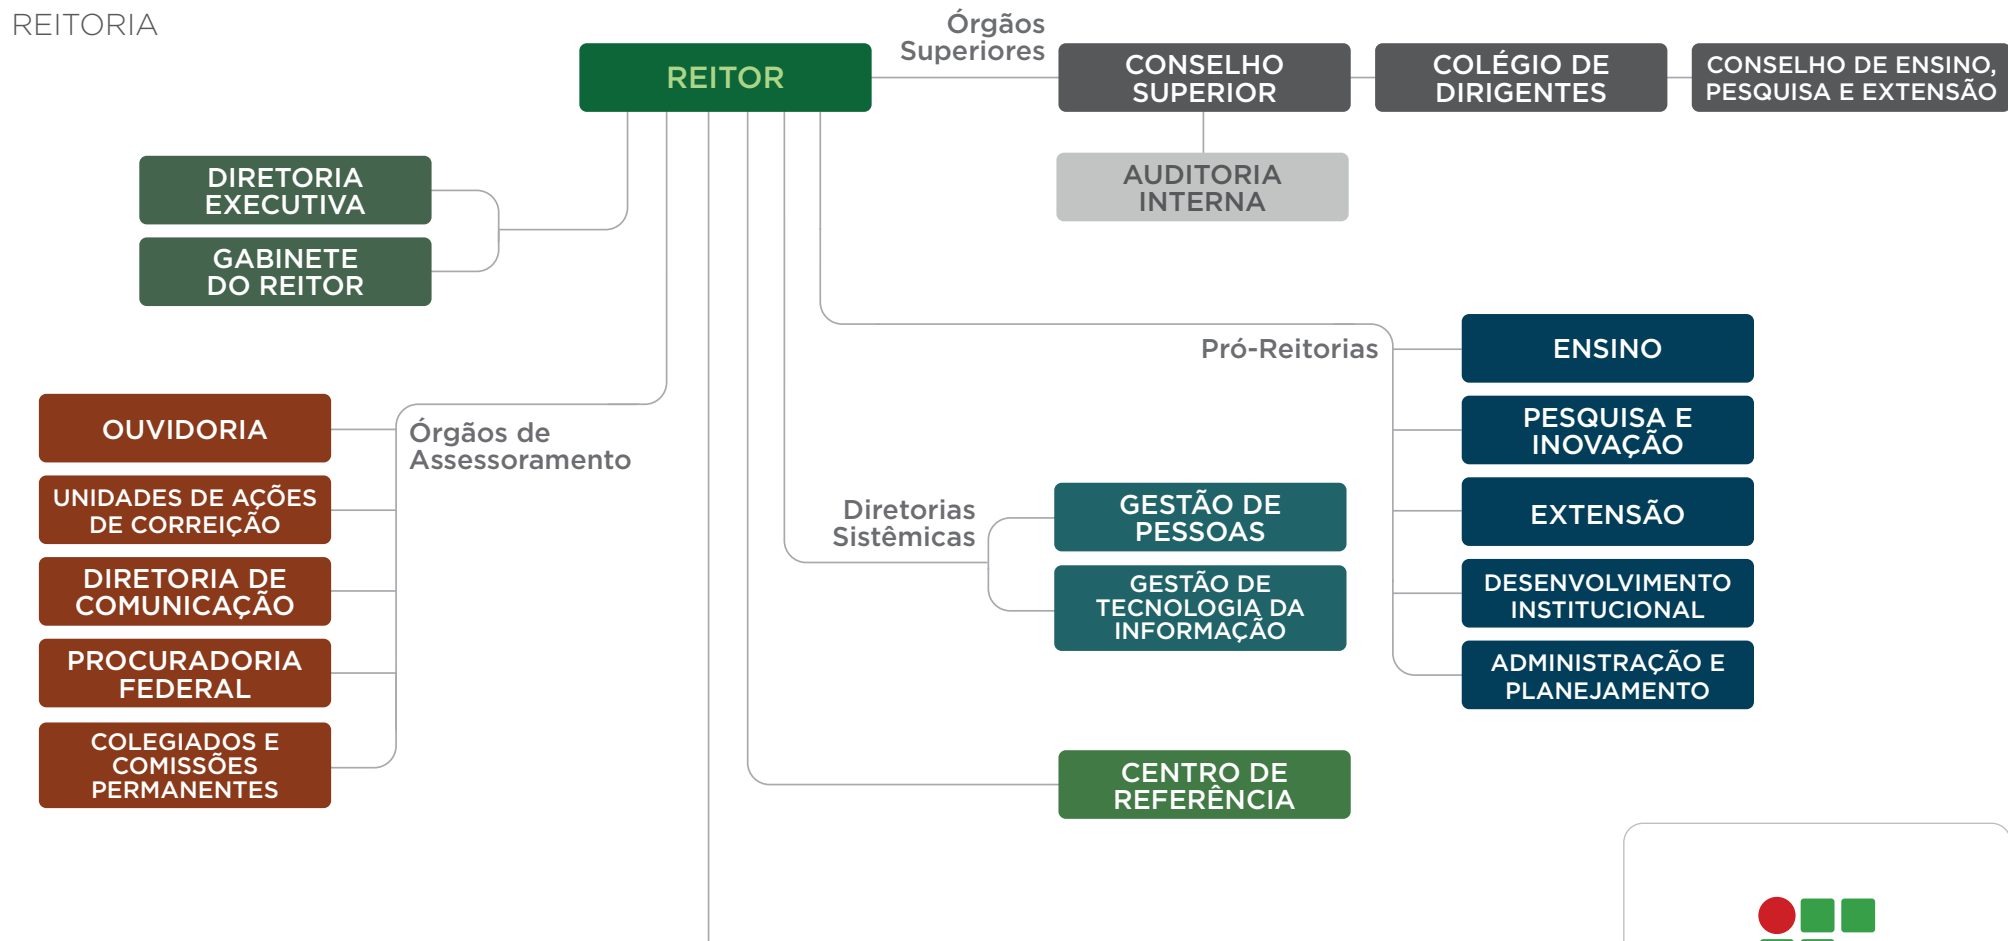 REITORIA
REITOR
Órgãos
Superiores
CONSELHO
SUPERIOR
COLÉGIO DE
DIRIGENTES
CONSELHO DE ENSINO,
PESQUISA E EXTENSÃO
AUDITORIA
INTERNA
DIRETORIA
EXECUTIVA
GABINETE
DO REITOR
Pró-Reitorias
ENSINO
PESQUISA E
INOVAÇÃO
EXTENSÃO
DESENVOLVIMENTO
INSTITUCIONAL
ADMINISTRAÇÃO E
PLANEJAMENTO
Órgãos de
Assessoramento
OUVIDORIA
UNIDADES DE AÇÕES
DE CORREIÇÃO
DIRETORIA DE
COMUNICAÇÃO
PROCURADORIA
FEDERAL
COLEGIADOS E
COMISSÕES
PERMANENTES
Diretorias
Sistêmicas
GESTÃO DE
PESSOAS
GESTÃO DE
TECNOLOGIA DA
INFORMAÇÃO
CENTRO DE
REFERÊNCIA